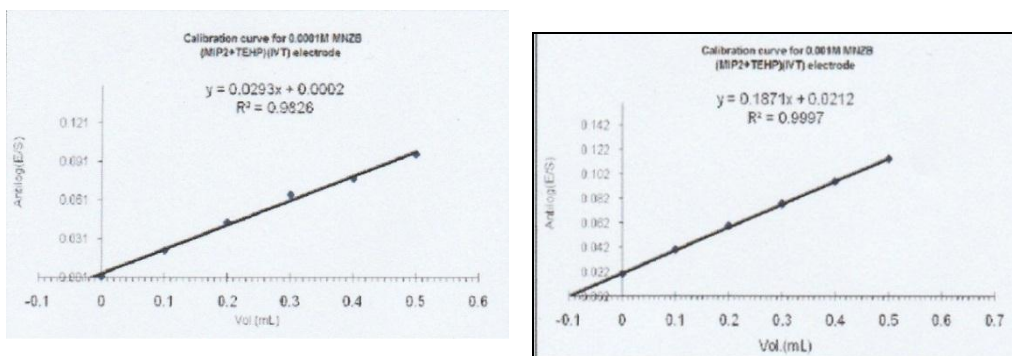 Calibration curve for 0.0001M MNZB
(MIP2+TEHP)(IVT) electrode
y = 0.0293x + 0.0002
R² = 0.9826
0.121
0.091
0.061
0.031
0.001
-0.1 0 0.1 0.2 0.3 0.4 0.5 0.6
Vol.(mL)
Antilog(E/S)
Calibration curve for 0.001M MNZB
(MIP2+TEHP)(IVT) electrode
y = 0.1871x + 0.0212
R² = 0.9997
0.142
0.122
0.102
0.082
0.062
0.042
0.022
0.002
-0.1 0 0.1 0.2 0.3 0.4 0.5 0.6 0.7
Vol.(mL)
Antilog(E/S)